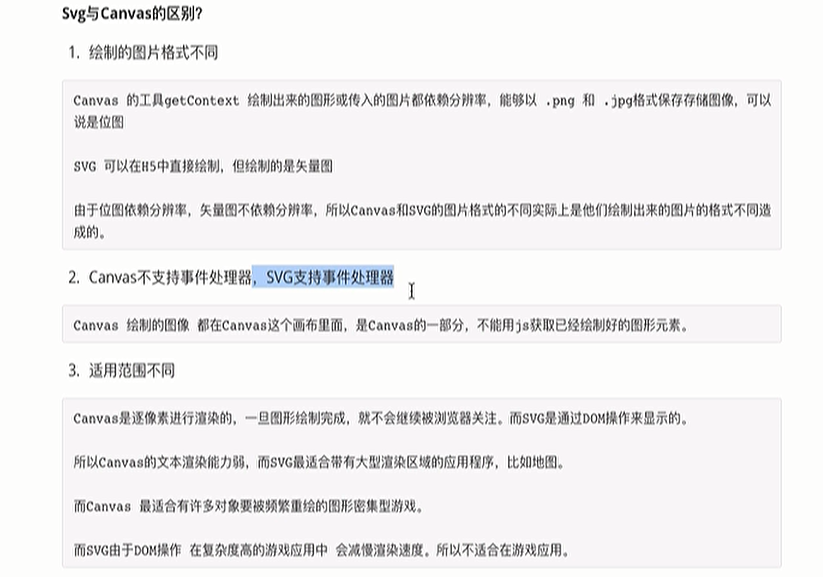 Svg与Canvas的区别?
1. 绘制的图片格式不同
Canvas 的工具getContext 绘制出来的图形或传入的图片都依赖分辨率，能够以 .png 和 .jpg格式保存存储图像，可以
说是位图
SVG 可以在H5中直接绘制，但绘制的是矢量图
由于位图依赖分辨率，矢量图不依赖分辨率，所以Canvas和SVG的图片格式的不同实际上是他们绘制出来的图片的格式不同造
成的。
2. Canvas不支持事件处理器，SVG支持事件处理器
Canvas 绘制的图像 都在Canvas这个画布里面，是Canvas的一部分，不能用js获取已经绘制好的图形元素。
3. 适用范围不同
Canvas是逐像素进行渲染的，一旦图形绘制完成，就不会继续被浏览器关注。而SVG是通过DOM操作来显示的。
所以Canvas的文本渲染能力弱，而SVG最适合带有大型渲染区域的应用程序，比如地图。
而Canvas 最适合有许多对象要被频繁重绘的图形密集型游戏。
而SVG由于DOM操作 在复杂度高的游戏应用中 会减慢渲染速度。所以不适合在游戏应用。